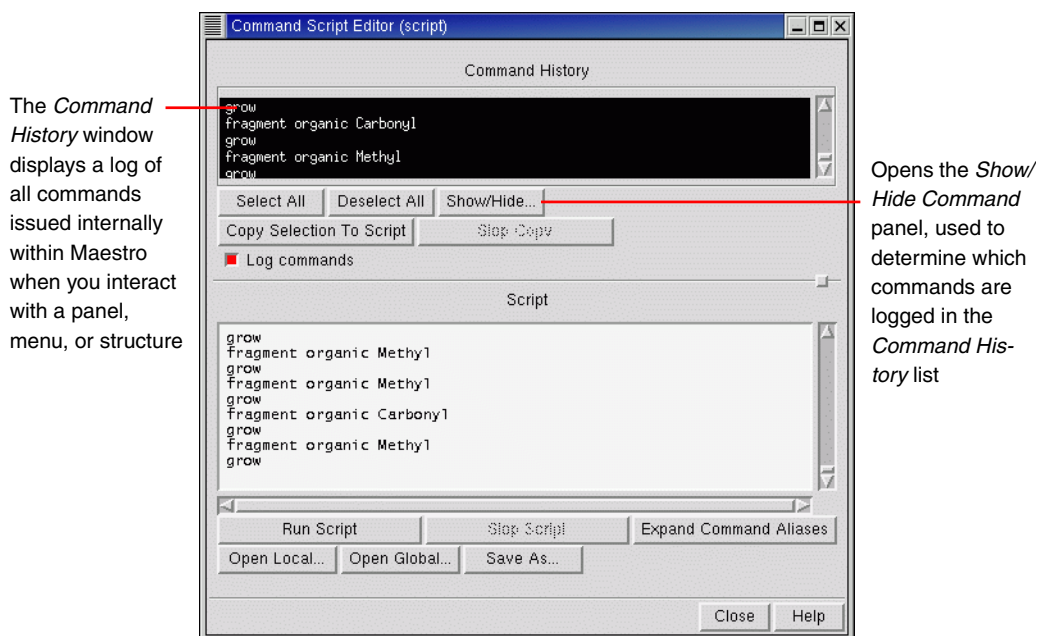 Command Script Editor (script)
Command History
The Command
History window
displays a log of
all commands
issued internally
within Maestro
when you interact
with a panel,
menu, or structure
grow
fragment organic Carbonyl
grow
fragment organic Methyl
grow
Select All Deselect All Show/Hide...
Copy Selection To Script Stop Copy
Log commands
Opens the Show/
Hide Command
panel, used to
determine which
commands are
logged in the
Command His-
tory list
Script
grow
fragment organic Methyl
grow
fragment organic Methyl
grow
fragment organic Carbonyl
grow
fragment organic Methyl
grow
Run Script Stop Script Expand Command Aliases
Open Local... Open Global... Save As...
Close Help